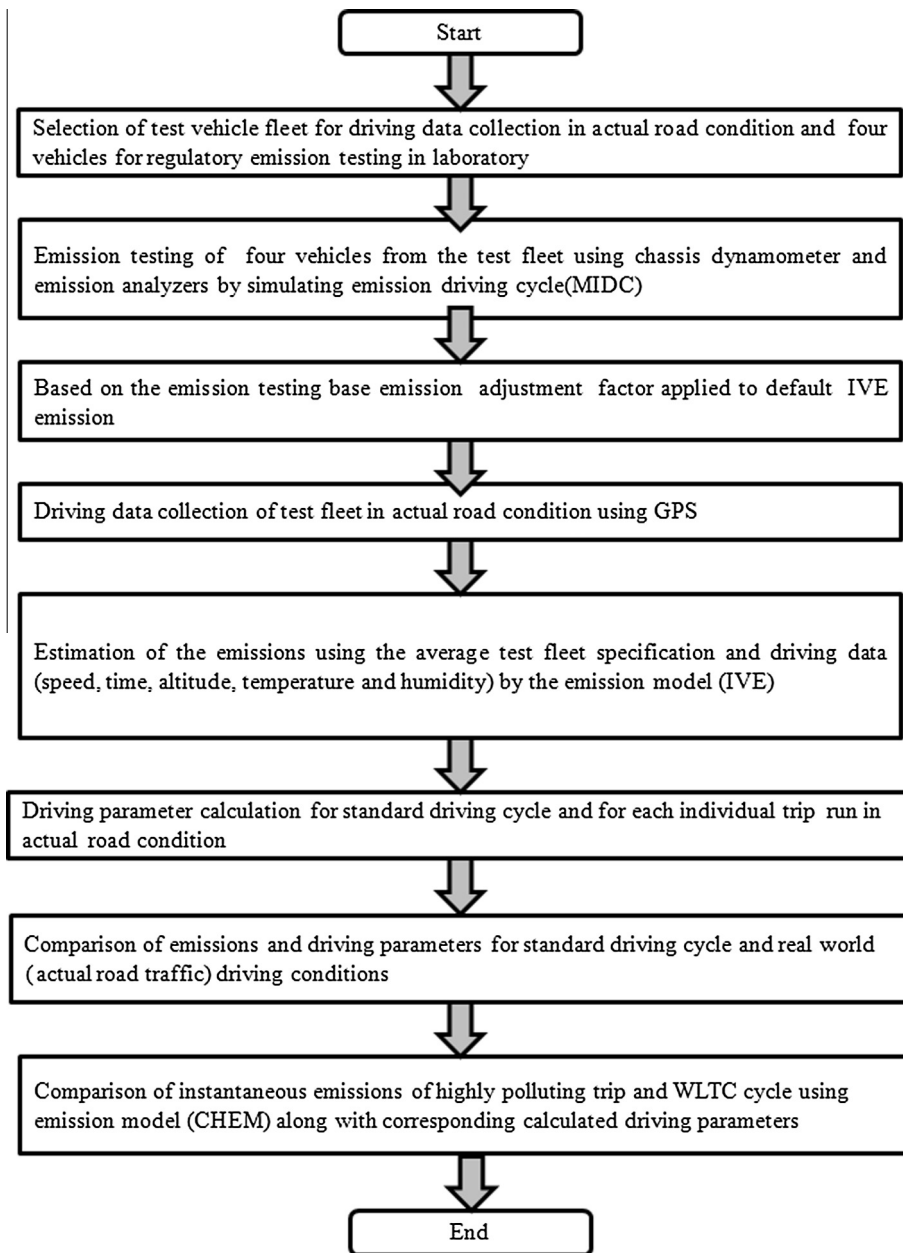 Start
Selection of test vehicle fleet for driving data collection in actual road condition and four
vehicles for regulatory emission testing in laboratory
Emission testing of four vehicles from the test fleet using chassis dynamometer and
emission analyzers by simulating emission driving cycle(MIDC)
Based on the emission testing base emission adjustment factor applied to default IVE
emission
Driving data collection of test fleet in actual road condition using GPS
Estimation of the emissions using the average test fleet specification and driving data
(speed, time, altitude, temperature and humidity) by the emission model (IVE)
Driving parameter calculation for standard driving cycle and for each individual trip run in
actual road condition
Comparison of emissions and driving parameters for standard driving cycle and real world
(actual road traffic) driving conditions
Comparison of instantaneous emissions of highly polluting trip and WLTC cycle using
emission model (CHEM) along with corresponding calculated driving parameters
End